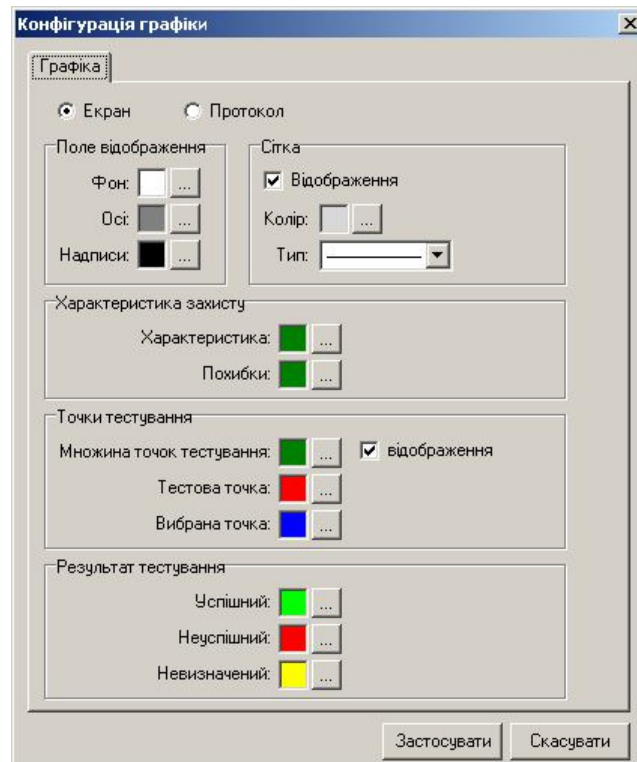 Конфігурація графіки
Графіка
Екран Протокол
Поле відображення
Фон: ...
Осі: ...
Надписи: ...
Сітка
Відображення
Колір: ...
Тип:
Характеристика захисту
Характеристика: ...
Похибки: ...
Точки тестування
Множина точок тестування: ... відображення
Тестова точка: ...
Вибрана точка: ...
Результат тестування
Успішний: ...
Неуспішний: ...
Невизначений: ...
Застосувати Скасувати